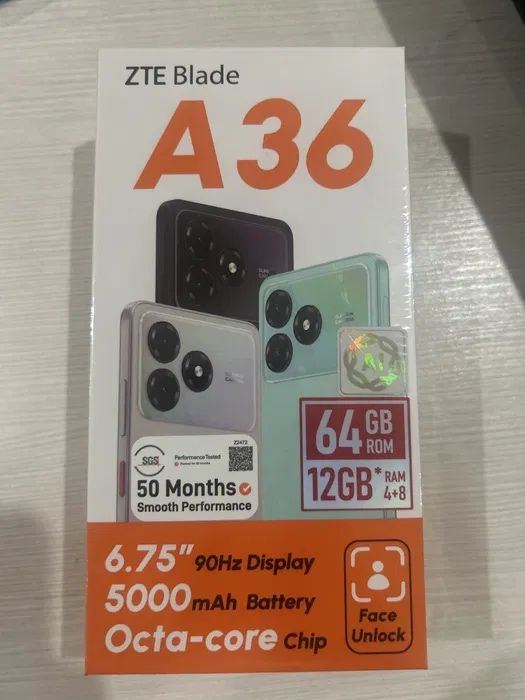 ZTE Blade
A36
64 GB ROM
12GB* RAM 4+8
SGS
Performance Tested
22472
50 Months
Smooth Performance
6.75” 90Hz Display
5000mAh Battery
Octa-core Chip
Face
Unlock